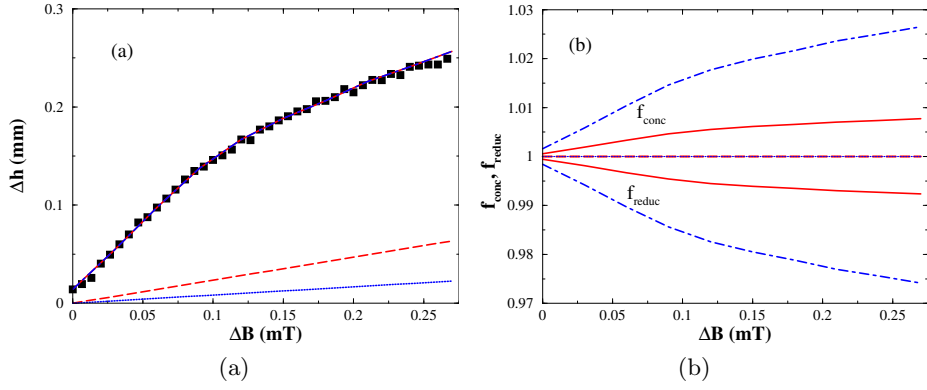 (a)
0.3
0.2
0.1
0
Δh (mm)
0
0.05
0.1
0.15
0.2
0.25
ΔB (mT)
(a)
(b)
1.03
1.02
1.01
1
0.99
0.98
0.97
f_conc, f_reduc
f_conc
f_reduc
0
0.05
0.1
0.15
0.2
0.25
ΔB (mT)
(b)